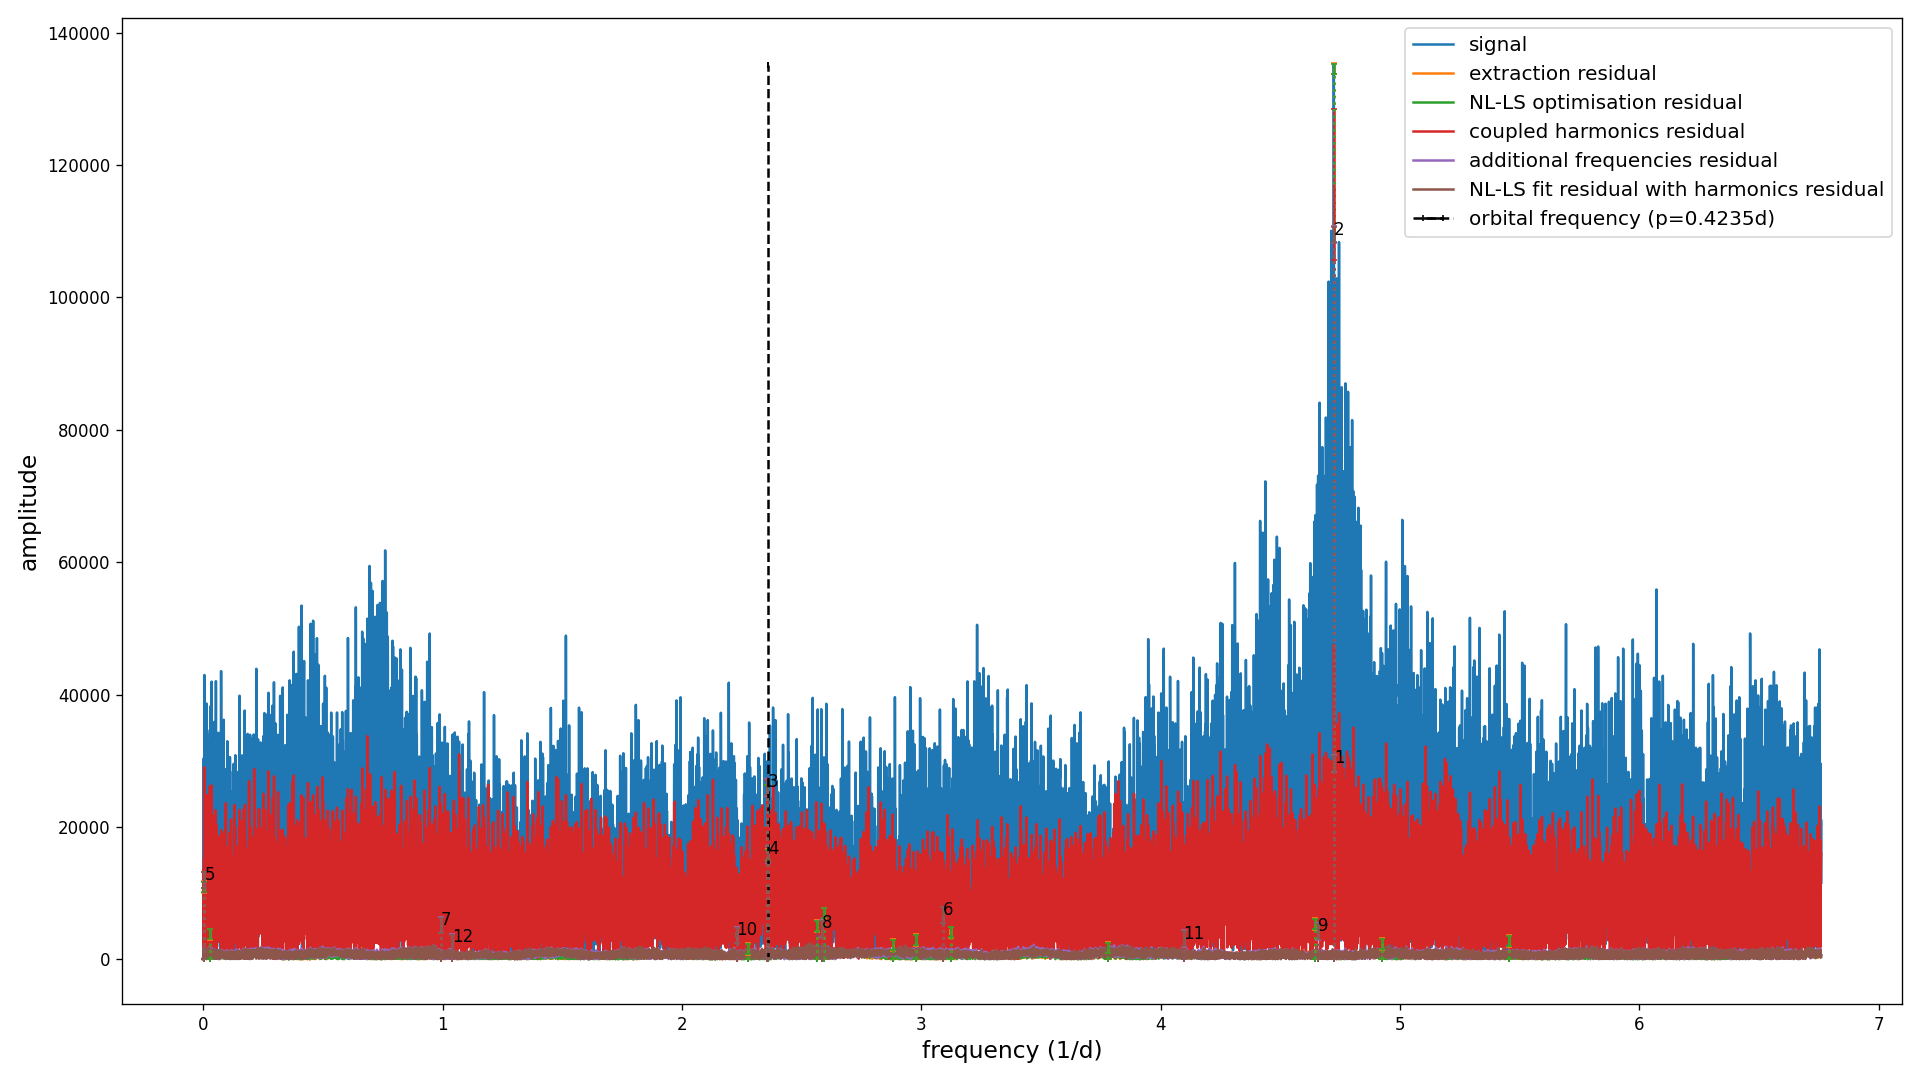 140000
120000
100000
80000
60000
40000
20000
0
amplitude
0 1 2 3 4 5 6 7
frequency (1/d)
signal
extraction residual
NL-LS optimisation residual
coupled harmonics residual
additional frequencies residual
NL-LS fit residual with harmonics residual
orbital frequency (p=0.4235d)
2
1
3
4
5
6
7
8
9
10
11
12